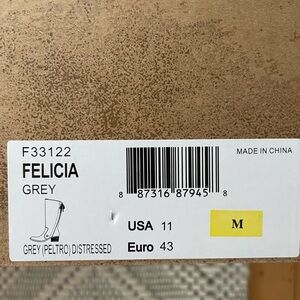 F33122
MADE IN CHINA
FELICIA
GREY
8 87316 87945 8
USA 11
M
GREY (PELTRO) DISTRESSED
Euro 43